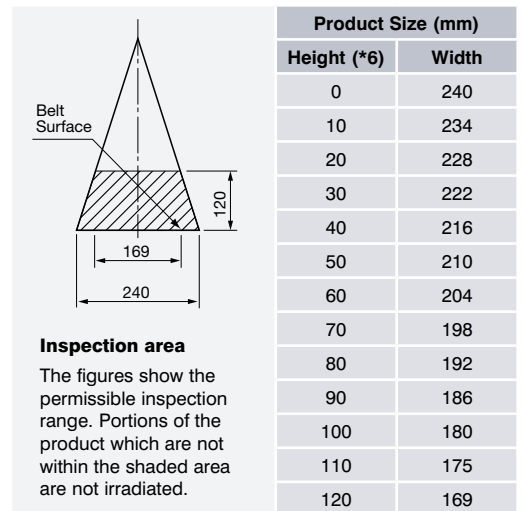 Belt
Surface
120
169
240
Inspection area
The figures show the
permissible inspection
range. Portions of the
product which are not
within the shaded area
are not irradiated.
Product Size (mm)
Height (*6) Width
0 240
10 234
20 228
30 222
40 216
50 210
60 204
70 198
80 192
90 186
100 180
110 175
120 169